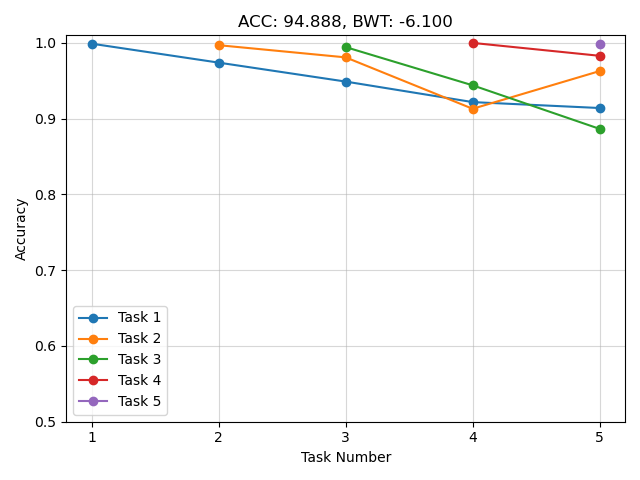 ACC: 94.888, BWT: -6.100
1.0
0.9
0.8
0.7
0.6
0.5
Accuracy
Task 1
Task 2
Task 3
Task 4
Task 5
1 2 3 4 5
Task Number